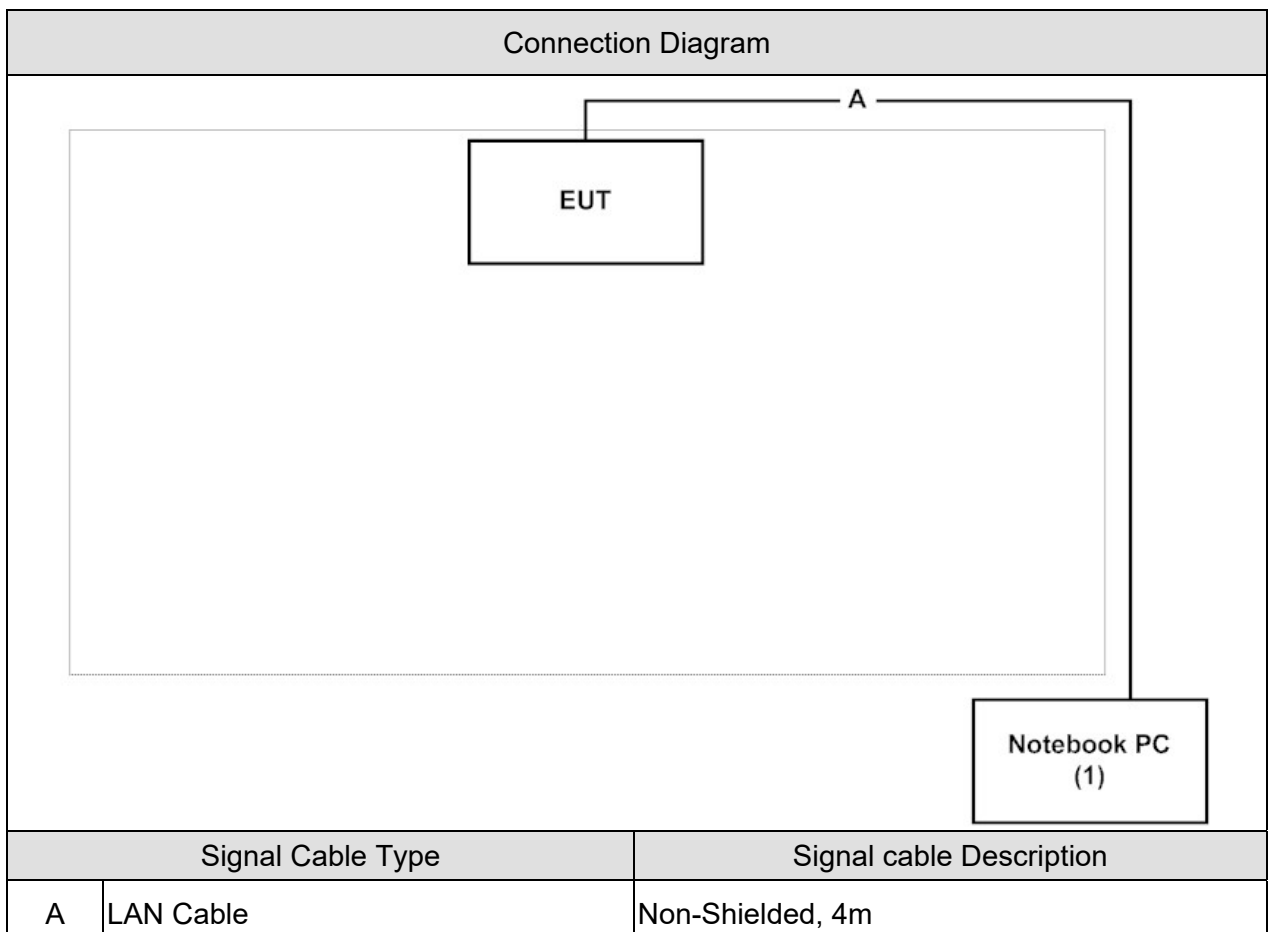 Connection Diagram
A
EUT
Notebook PC
(1)
Signal Cable Type Signal cable Description
A LAN Cable Non-Shielded, 4m